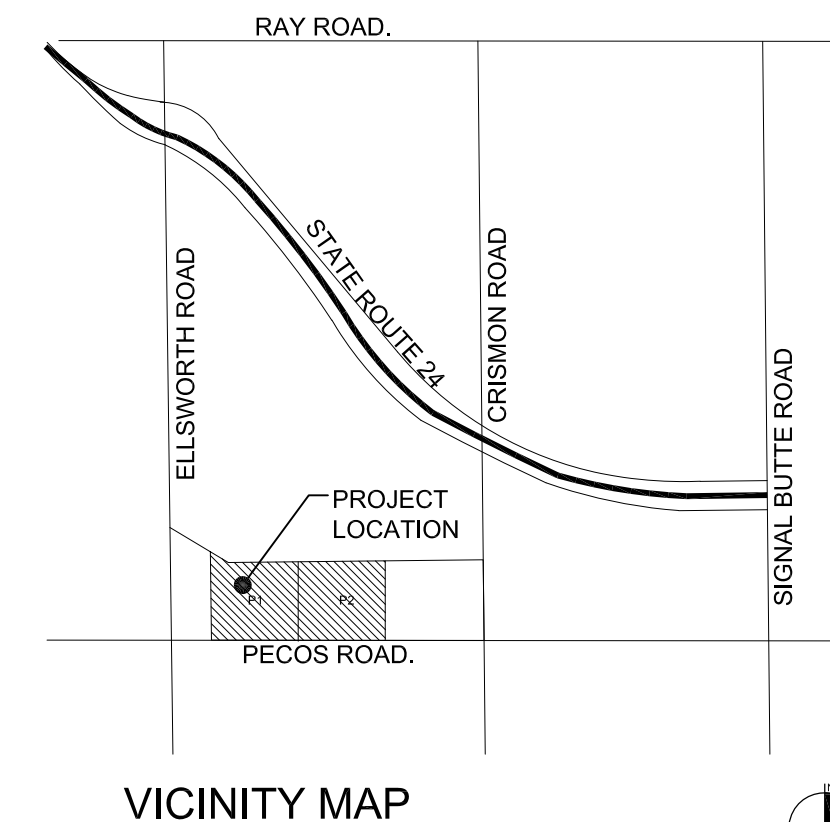 RAY ROAD.
STATE ROUTE 24
ELLSWORTH ROAD
CRISMON ROAD
SIGNAL BUTTE ROAD
PROJECT
LOCATION
P1
P2
PECOS ROAD.
VICINITY MAP